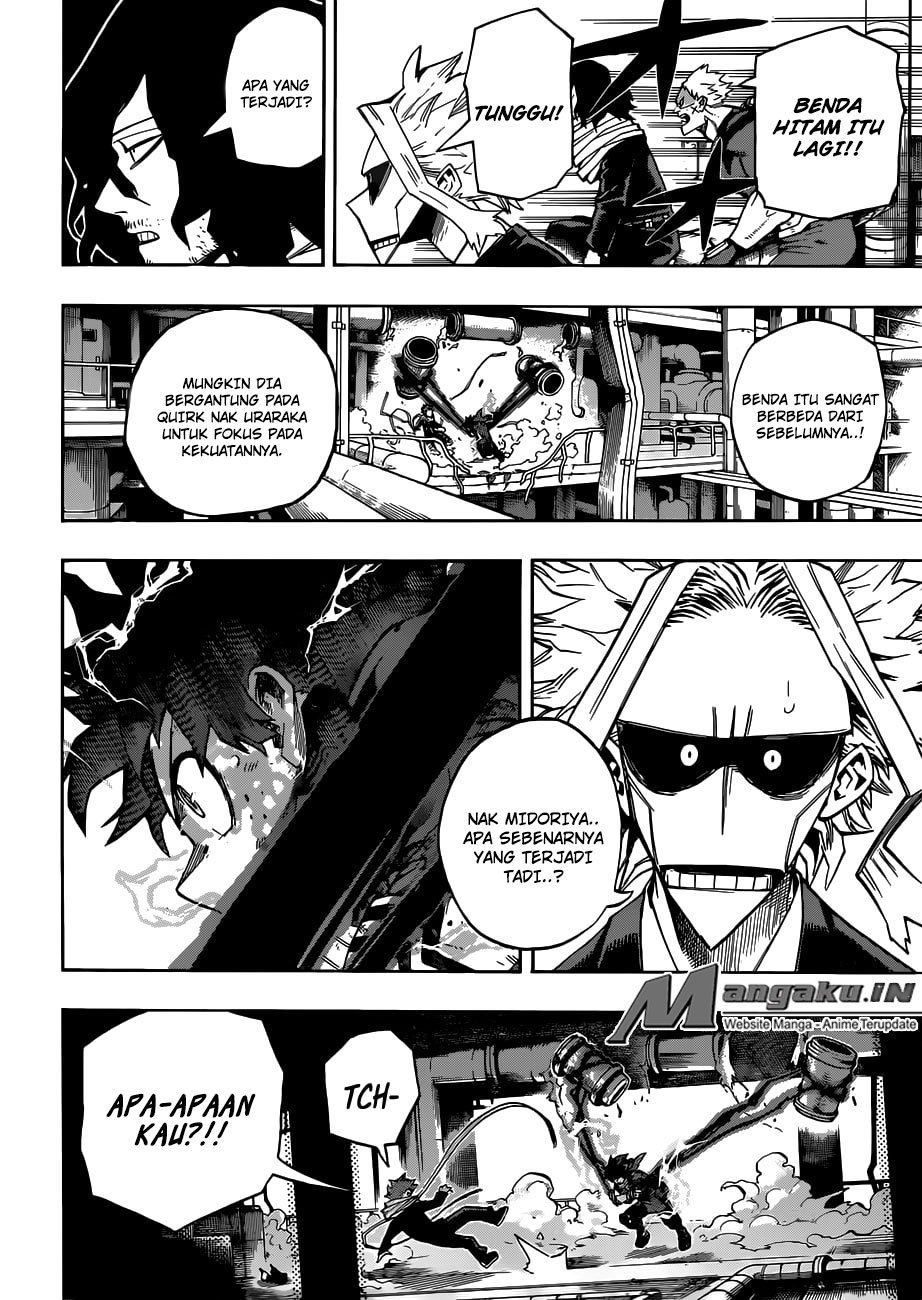 BENDA
HITAM ITU
LAGI!!
TUNGGU!
APA YANG
TERJADI?
BENDA ITU SANGAT
BERBEDA DARI
SEBELUMNYA..!
MUNGKIN DIA
BERGANTUNG PADA
QUIRK NAK URARAKA
UNTUK FOKUS PADA
KEKUATANNYA.
NAK MIDORIYA..
APA SEBENARNYA
YANG TERJADI
TADI..?
Mangaku.iN
Website Manga - Anime Terupdate
TCH-
APA-APAAN
KAU?!!